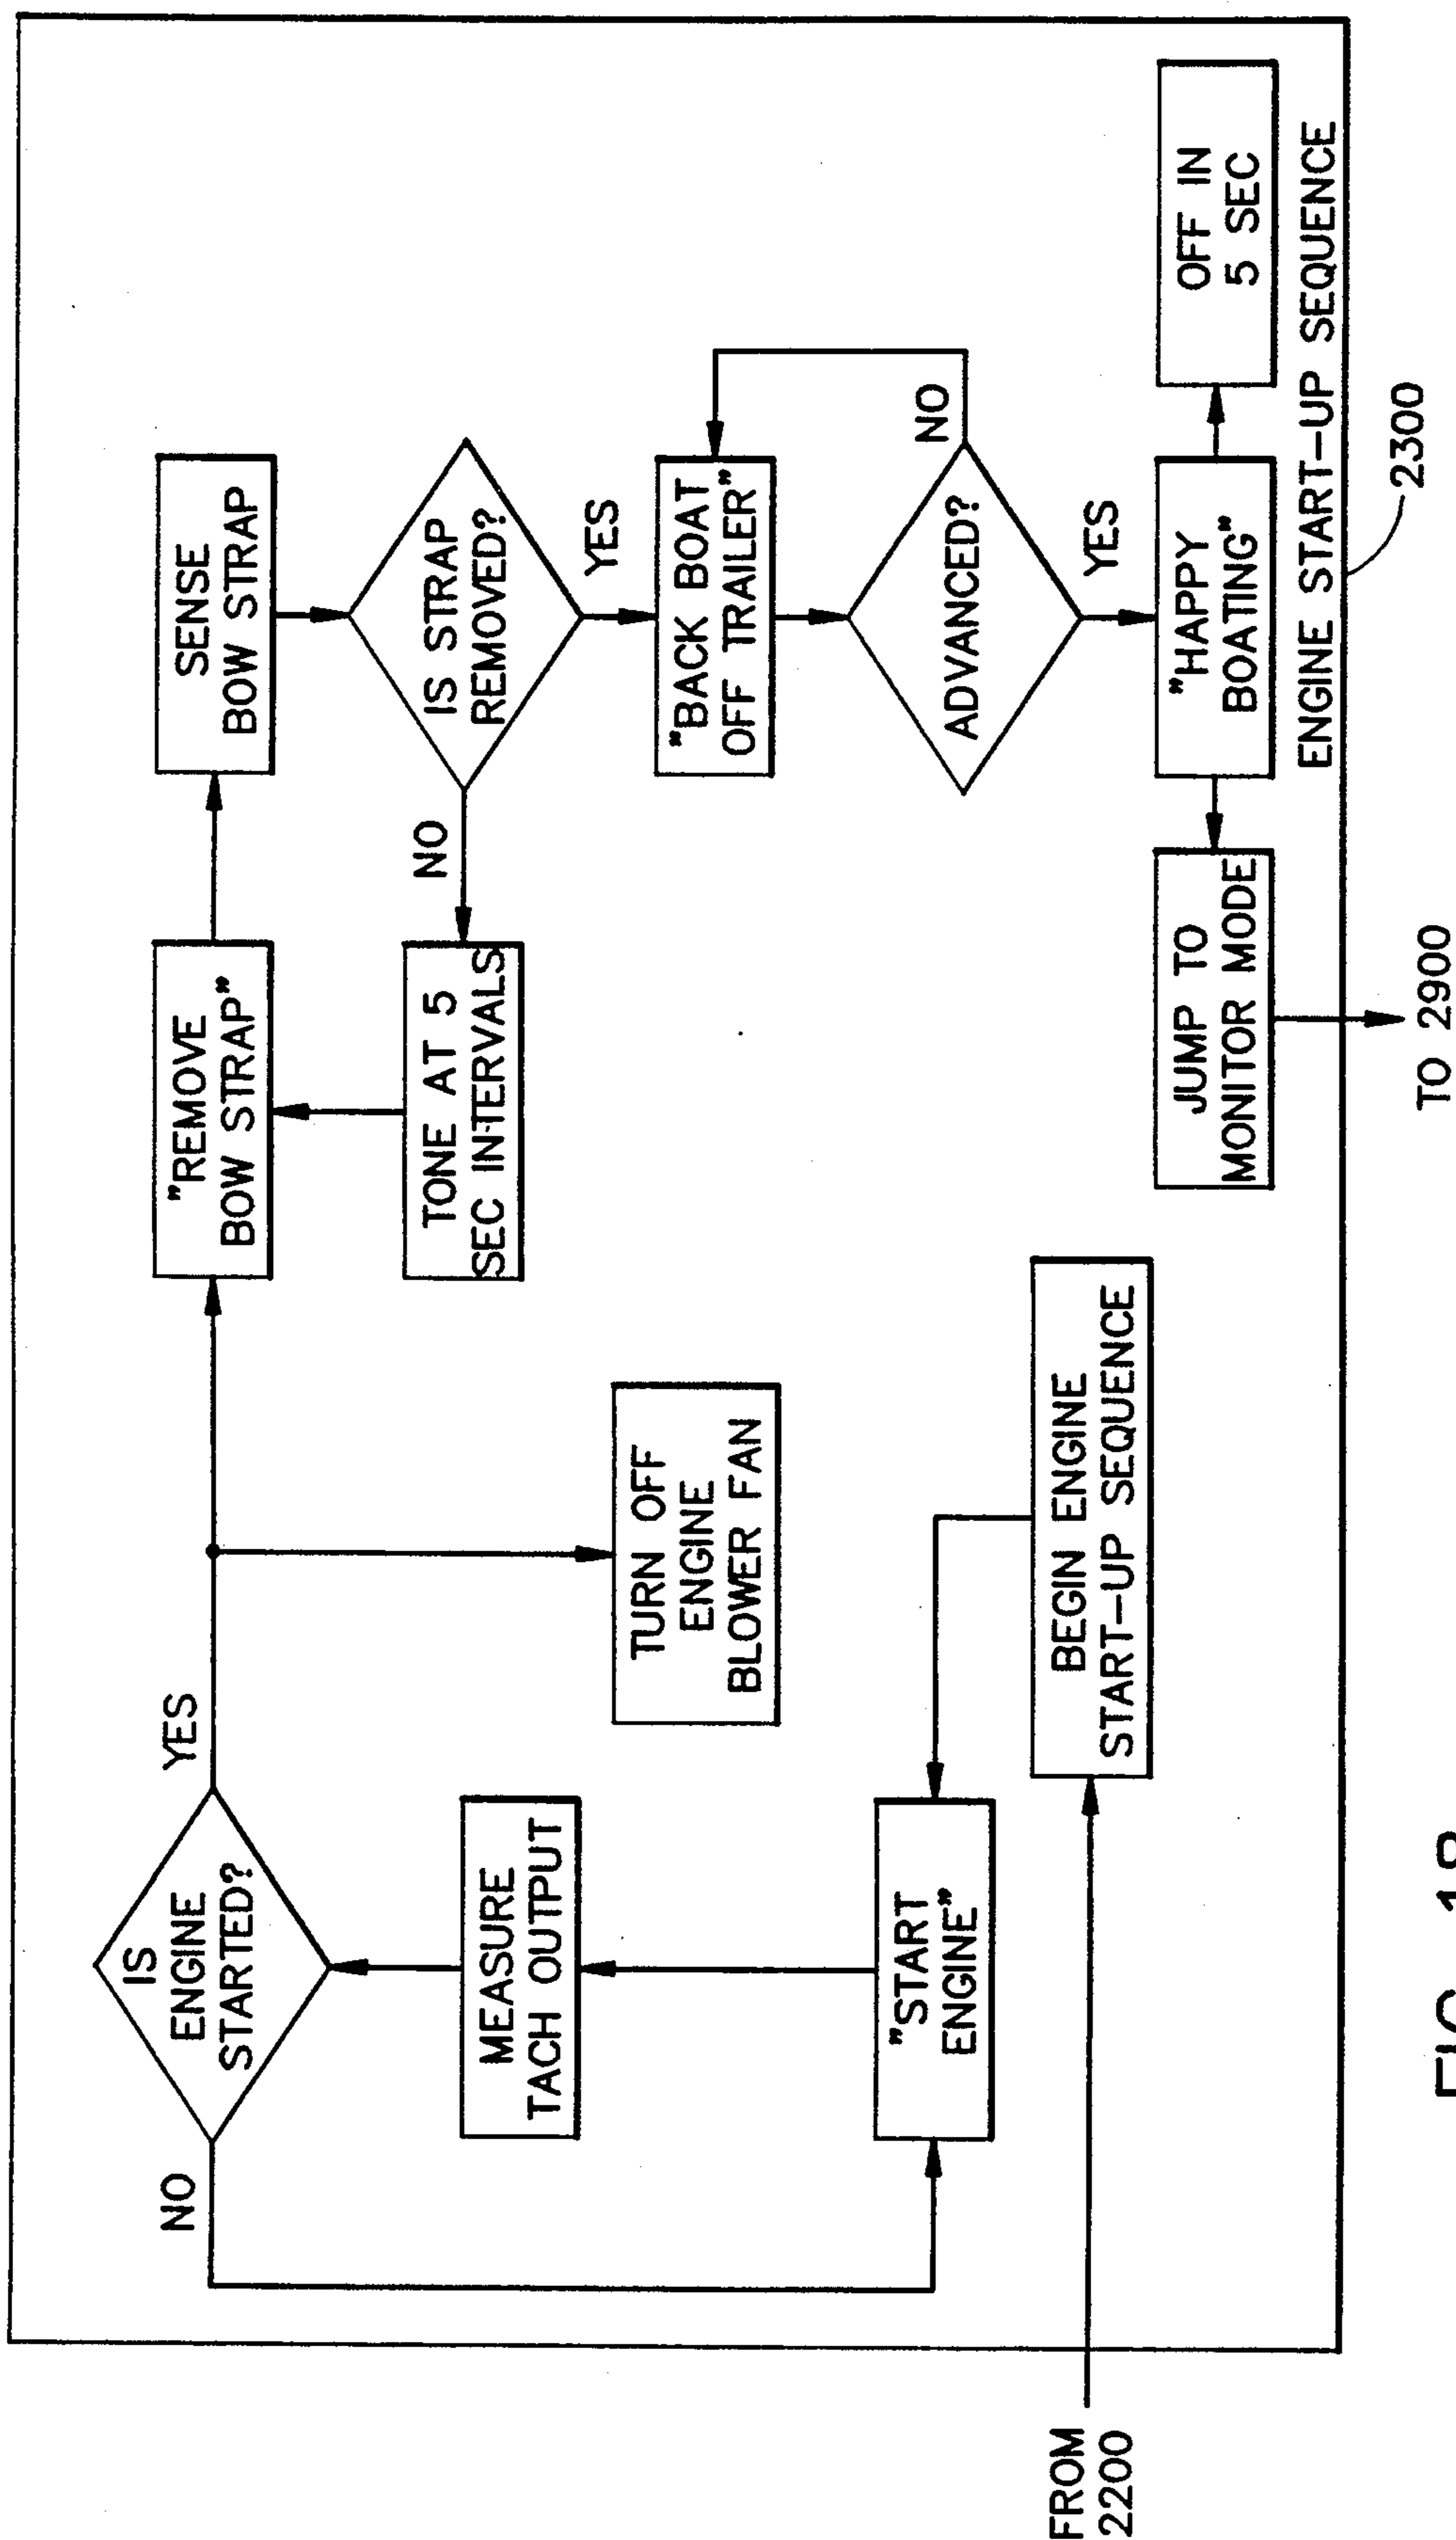 FROM
2200
BEGIN ENGINE
START-UP SEQUENCE
"START
ENGINE"
MEASURE
TACH OUTPUT
IS
ENGINE
STARTED?
NO
YES
TURN OFF
ENGINE
BLOWER FAN
"REMOVE
BOW STRAP"
SENSE
BOW STRAP
IS STRAP
REMOVED?
NO
TONE AT 5
SEC INTERVALS
YES
"BACK BOAT
OFF TRAILER"
ADVANCED?
NO
YES
"HAPPY
BOATING"
OFF IN
5 SEC
JUMP TO
MONITOR MODE
ENGINE START-UP SEQUENCE
2300
TO 2900